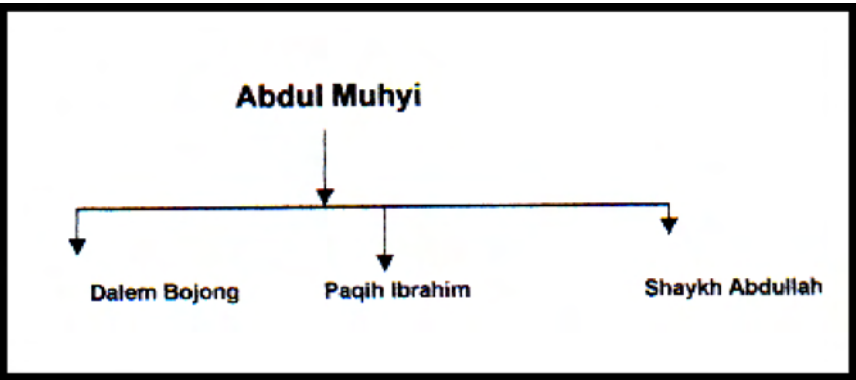 Abdul Muhyi
Dalem Bojong
Paqih Ibrahim
Shaykh Abdullah